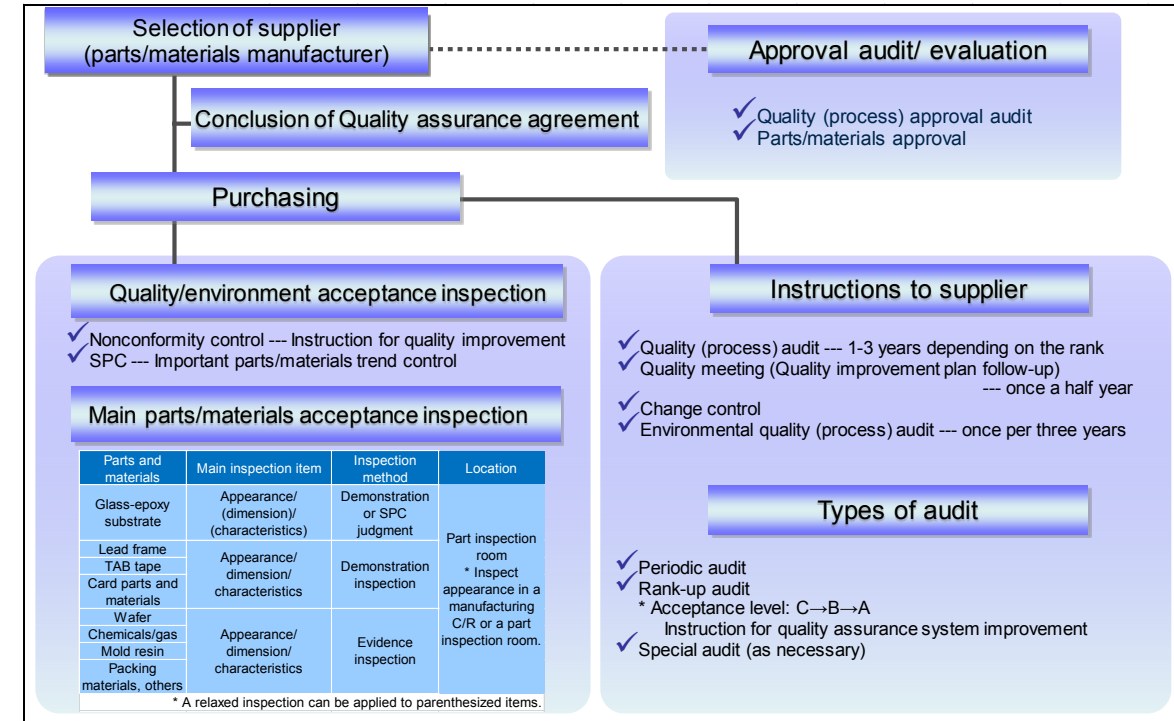 Selection of supplier
(parts/materials manufacturer)
Approval audit/ evaluation
✓Quality (process) approval audit
✓Parts/materials approval
Conclusion of Quality assurance agreement
Purchasing
Quality/environment acceptance inspection
✓Nonconformity control --- Instruction for quality improvement
✓SPC --- Important parts/materials trend control
Main parts/materials acceptance inspection
Parts and
materials
Main inspection item
Inspection
method
Location
Glass-epoxy
substrate
Appearance/
(dimension)/
(characteristics)
Demonstration
or SPC
judgment
Lead frame
TAB tape
Card parts and
materials
Appearance/
dimension/
characteristics
Demonstration
inspection
Wafer
Chemicals/gas
Mold resin
Packing
materials, others
Appearance/
dimension/
characteristics
Evidence
inspection
Part inspection
room
* Inspect
appearance in a
manufacturing
C/R or a part
inspection room.
* A relaxed inspection can be applied to parenthesized items.
Instructions to supplier
✓Quality (process) audit --- 1-3 years depending on the rank
✓Quality meeting (Quality improvement plan follow-up)
--- once a half year
✓Change control
✓Environmental quality (process) audit --- once per three years
Types of audit
✓Periodic audit
✓Rank-up audit
* Acceptance level: C→B→A
Instruction for quality assurance system improvement
✓Special audit (as necessary)